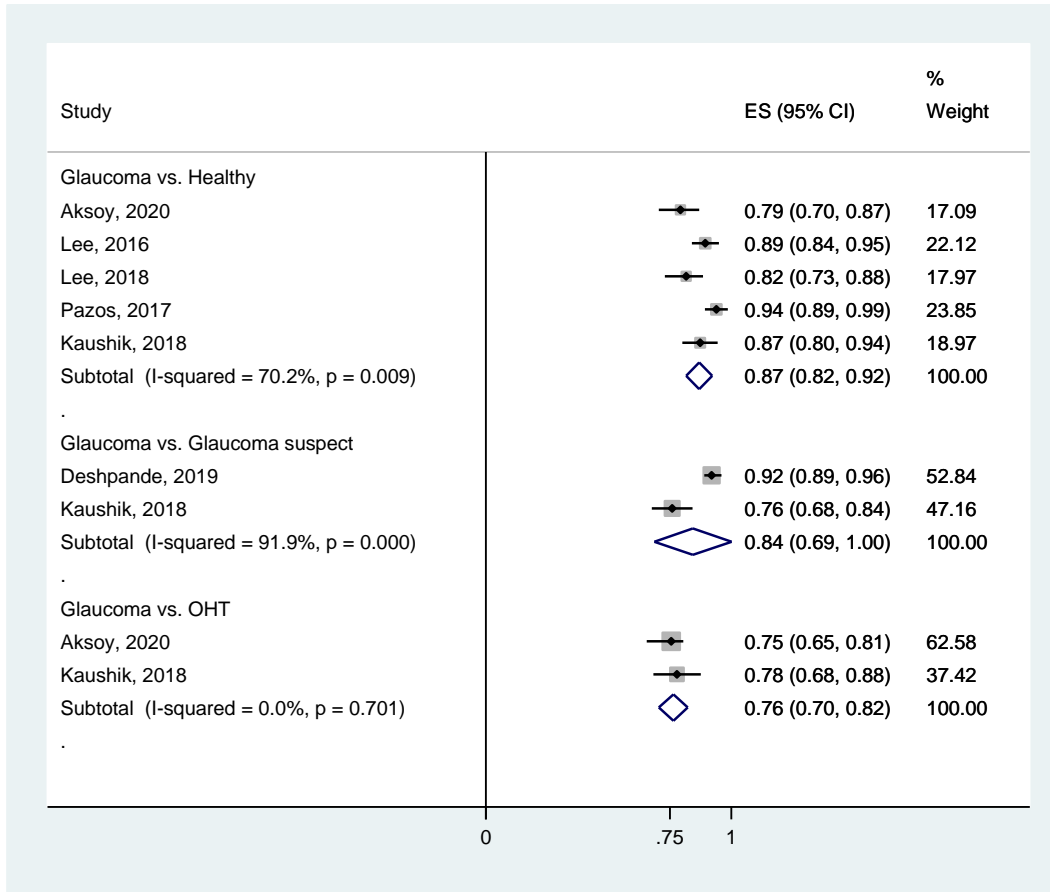 %
Study ES (95% CI) Weight
Glaucoma vs. Healthy
Aksoy, 2020 0.79 (0.70, 0.87) 17.09
Lee, 2016 0.89 (0.84, 0.95) 22.12
Lee, 2018 0.82 (0.73, 0.88) 17.97
Pazos, 2017 0.94 (0.89, 0.99) 23.85
Kaushik, 2018 0.87 (0.80, 0.94) 18.97
Subtotal (I-squared = 70.2%, p = 0.009) 0.87 (0.82, 0.92) 100.00
.
Glaucoma vs. Glaucoma suspect
Deshpande, 2019 0.92 (0.89, 0.96) 52.84
Kaushik, 2018 0.76 (0.68, 0.84) 47.16
Subtotal (I-squared = 91.9%, p = 0.000) 0.84 (0.69, 1.00) 100.00
.
Glaucoma vs. OHT
Aksoy, 2020 0.75 (0.65, 0.81) 62.58
Kaushik, 2018 0.78 (0.68, 0.88) 37.42
Subtotal (I-squared = 0.0%, p = 0.701) 0.76 (0.70, 0.82) 100.00
.
0 .75 1